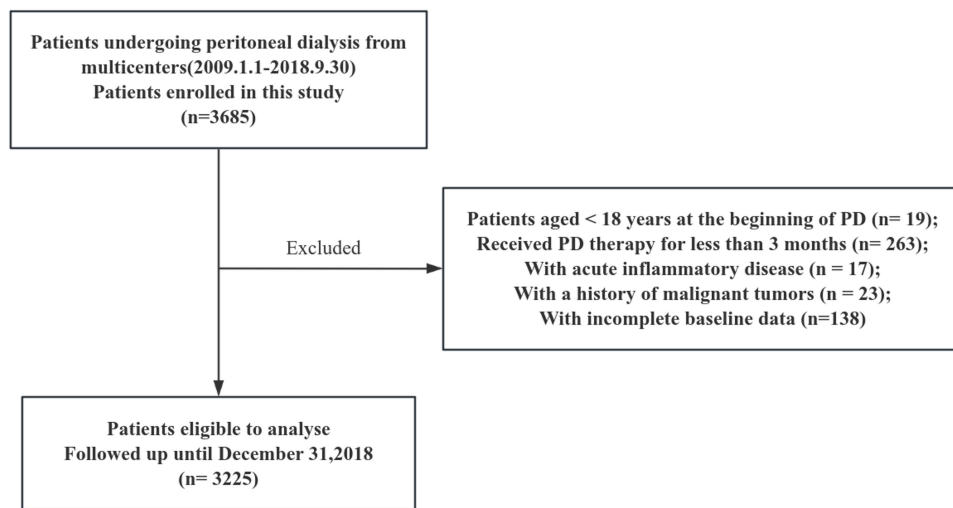 Patients undergoing peritoneal dialysis from
multicenters(2009.1.1-2018.9.30)
Patients enrolled in this study
(n=3685)
Excluded
Patients aged < 18 years at the beginning of PD (n= 19);
Received PD therapy for less than 3 months (n= 263);
With acute inflammatory disease (n = 17);
With a history of malignant tumors (n = 23);
With incomplete baseline data (n=138)
Patients eligible to analyse
Followed up until December 31,2018
(n= 3225)